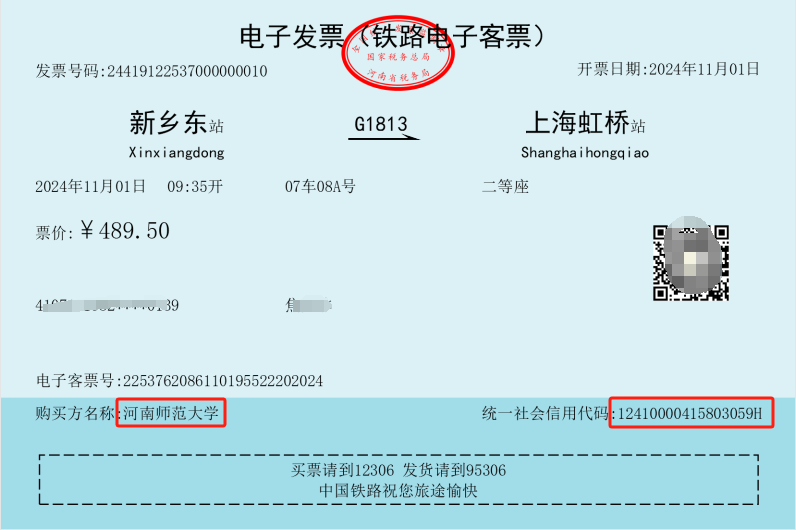 电子发票（铁路电子客票）
国家税务总局
河南省税务局
发票号码:24419122537000000010 开票日期:2024年11月01日
新乡东站 G1813 上海虹桥站
Xinxiangdong Shanghaihongqiao
2024年11月01日 09:35开 07车08A号 二等座
票价:￥489.50
电子客票号:2253762086110195522202024
购买方名称:河南师范大学 统一社会信用代码:12410000415803059H
买票请到12306 发货请到95306
中国铁路祝您旅途愉快